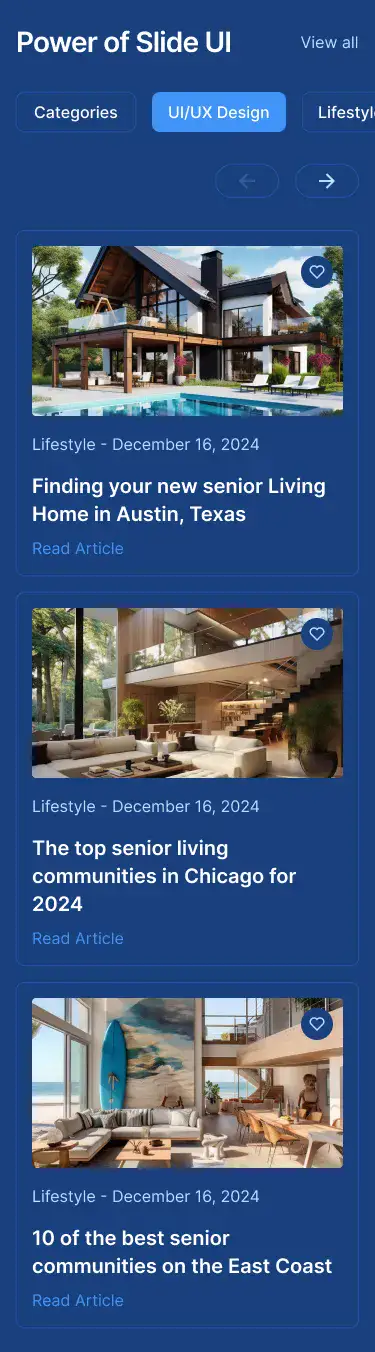 Power of Slide UI
View all
Categories
UI/UX Design
Lifestyl
Lifestyle - December 16, 2024
Finding your new senior Living
Home in Austin, Texas
Read Article
Lifestyle - December 16, 2024
The top senior living
communities in Chicago for
2024
Read Article
Lifestyle - December 16, 2024
10 of the best senior
communities on the East Coast
Read Article